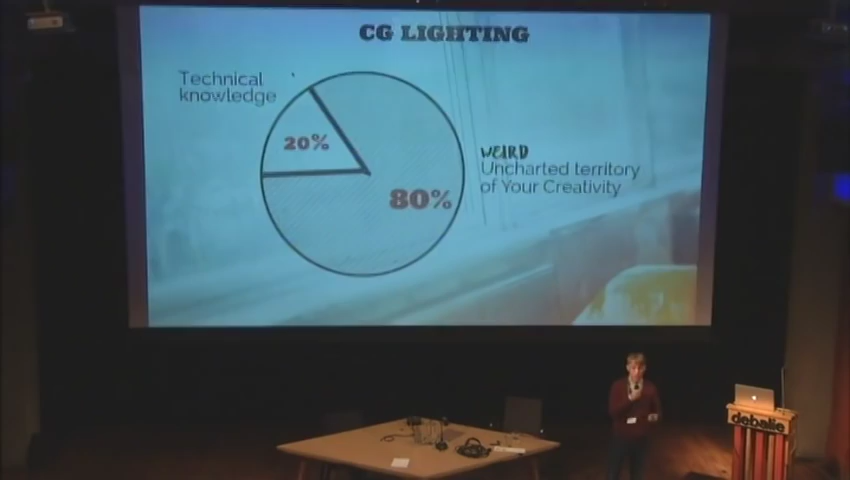 CG LIGHTING
Technical
knowledge
20%
80%
WEIRD
Uncharted territory
of Your Creativity
debalie